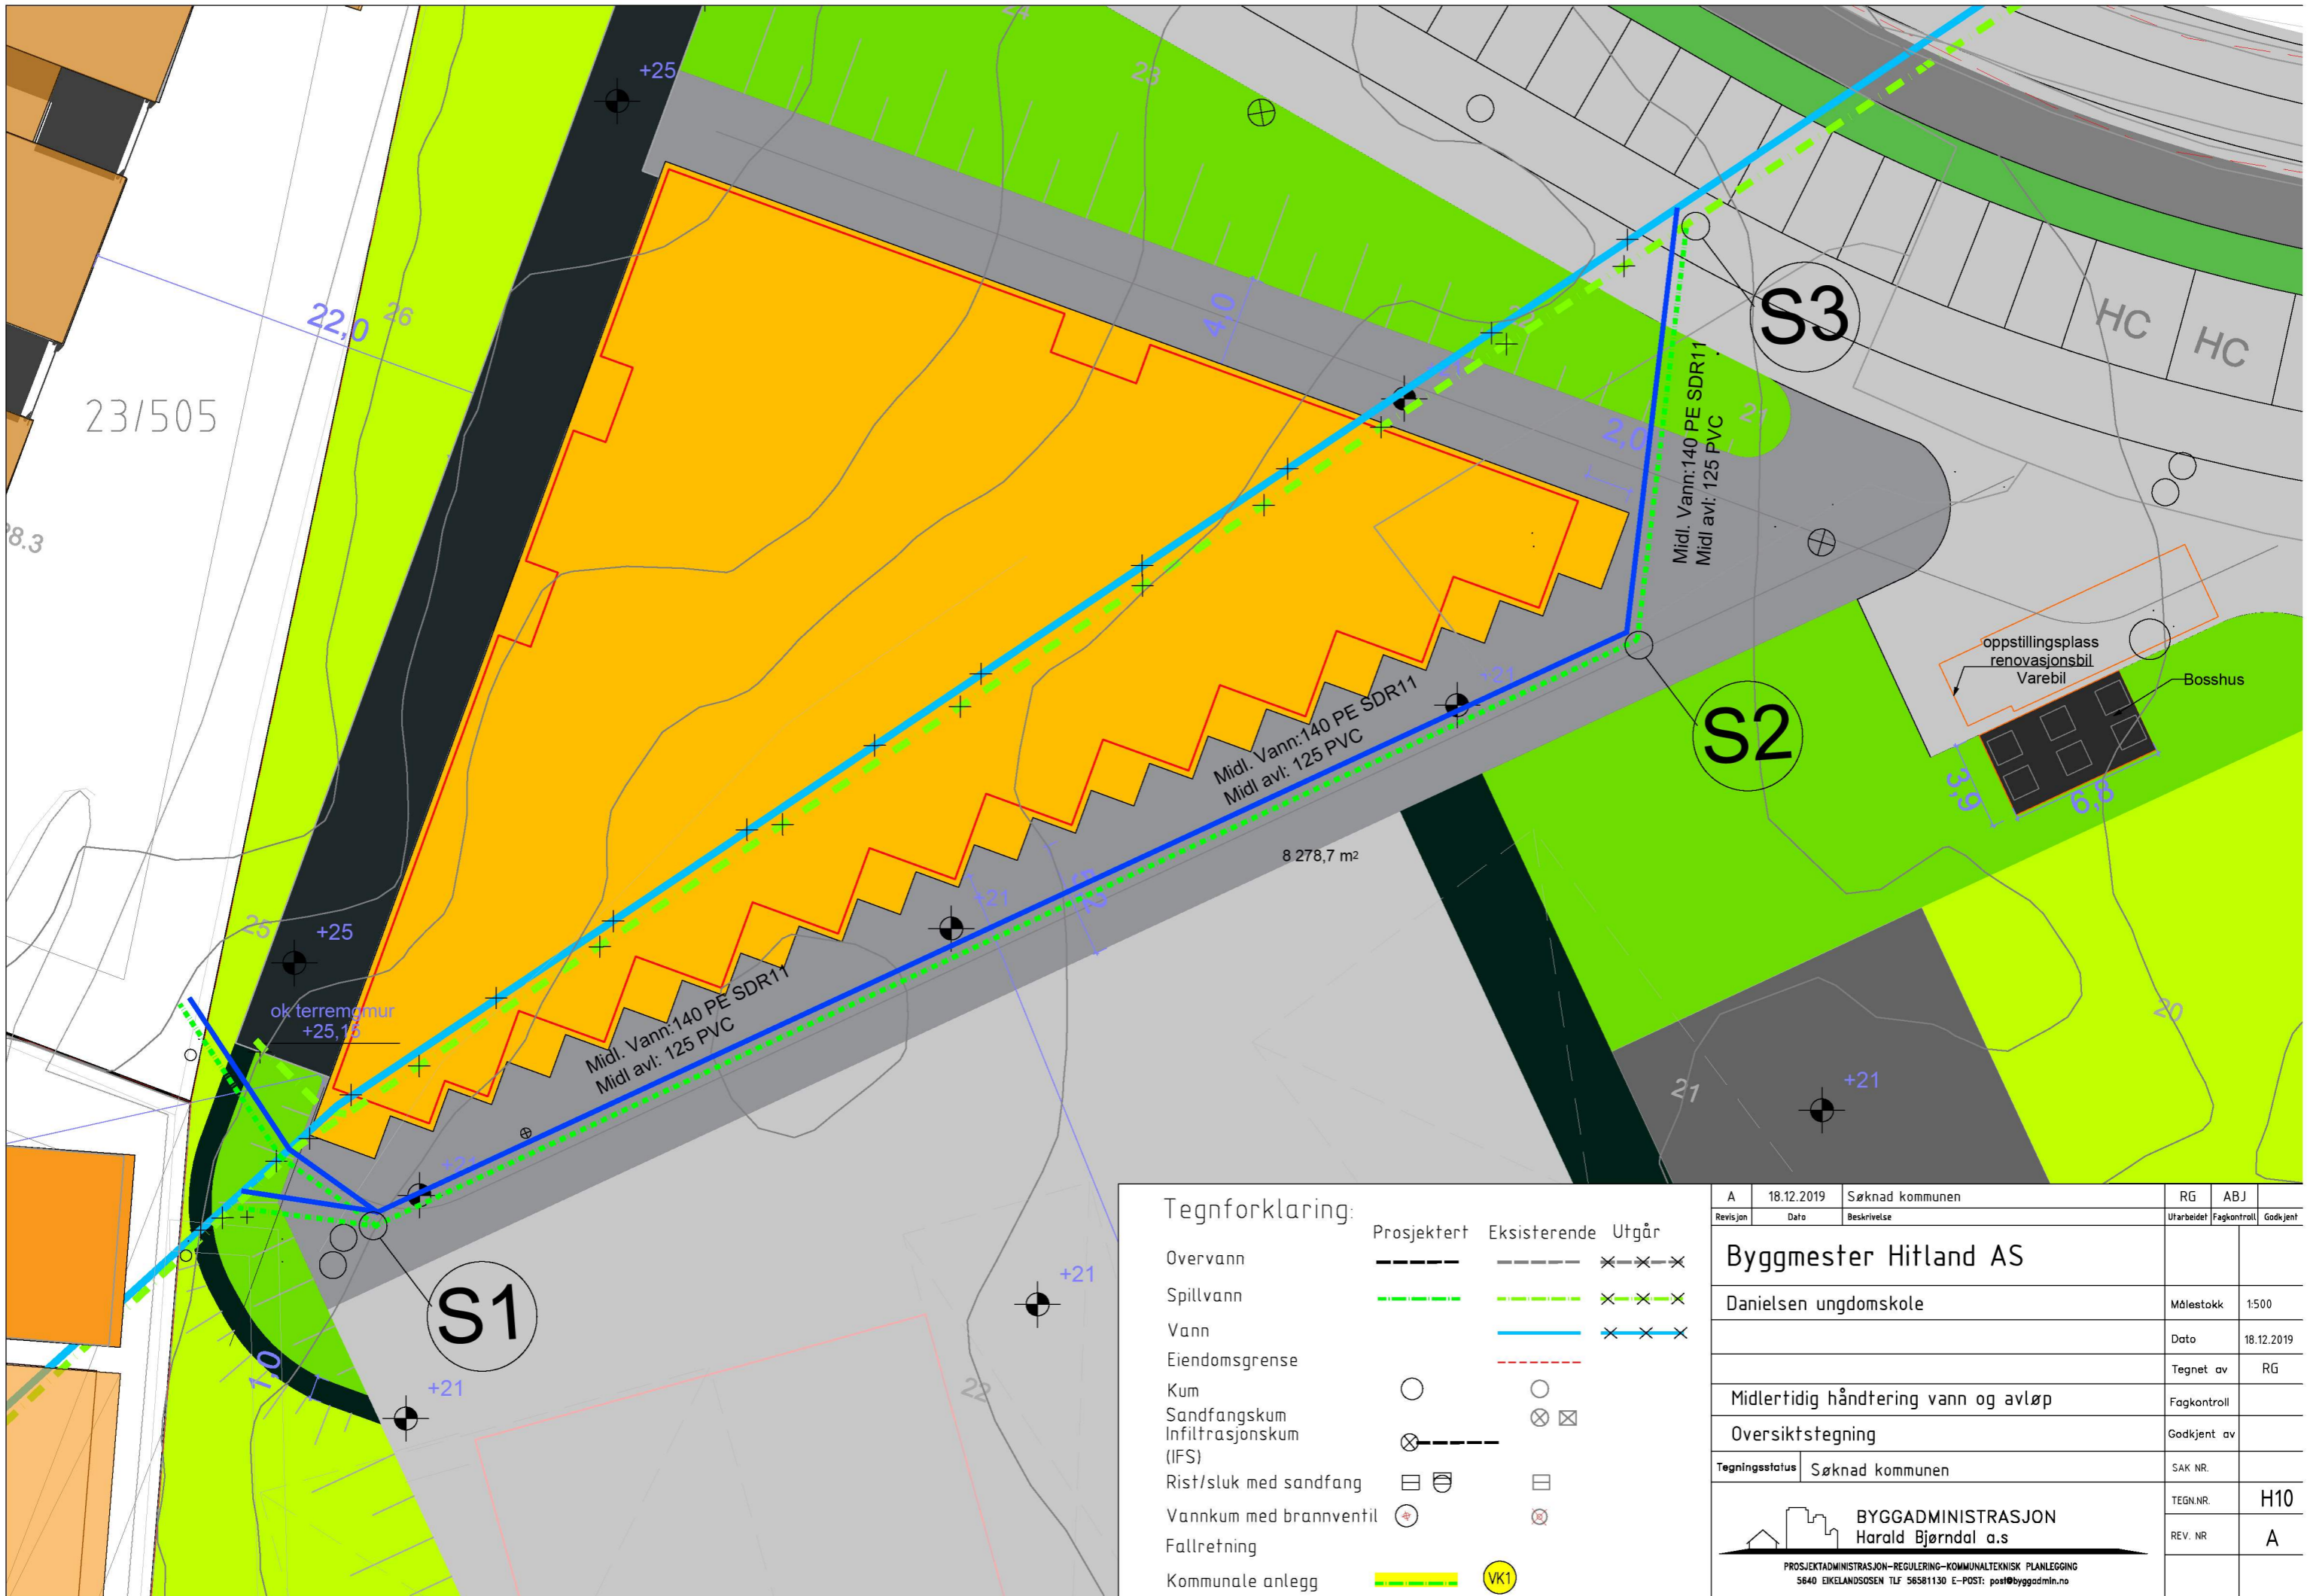 24
+25
23
22,0
26
23/505
4,0
S3
HC
HC
Midl. Vann:140 PE SDR11
Midl avl: 125 PVC
2,0
21
oppstillingsplass
renovasjonsbil
Varebil
Bosshus
+21
S2
3,9
6,8
Midl. Vann:140 PE SDR11
Midl avl: 125 PVC
8 278,7 m²
+21
25
+25
20
Midl. Vann:140 PE SDR11
Midl avl: 125 PVC
21
+21
+21
S1
+21
22
1,0
+21
Tegnforklaring:
Prosjektert Eksisterende Utgår
Overvann
Spillvann
Vann
Eiendomsgrense
Kum
Sandfangskum
Infiltrasjonskum
(IFS)
Rist/sluk med sandfang
Vannkum med brannventil
Fallretning
Kommunale anlegg VK1
A 18.12.2019 Søknad kommunen RG ABJ
Revisjon Dato Beskrivelse Utarbeidet Fagkontroll Godkjent
Byggmester Hitland AS
Danielsen ungdomskole Målestokk 1:500
Dato 18.12.2019
Tegnet av RG
Midlertidig håndtering vann og avløp Fagkontroll
Oversiktstegning Godkjent av
Tegningsstatus Søknad kommunen SAK NR.
TEGN.NR. H10
BYGGADMINISTRASJON
Harald Bjørndal a.s
REV. NR A
PROSJEKTADMINISTRASJON-REGULERING-KOMMUNALTEKNISK PLANLEGGING
5640 EIKELANDSOSEN TLF 56581130 E-POST: post@byggadmin.no